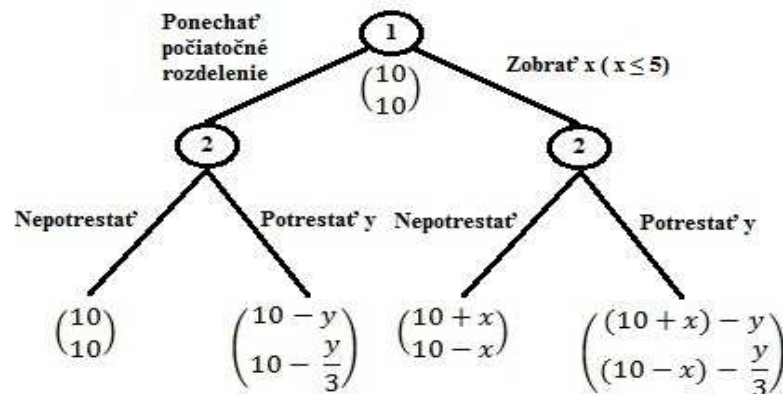 Ponechať
počiatočné
rozdelenie
1
(10
10)
Zobrať x ( x ≤ 5)
2
2
Nepotrestať
Potrestať y
Nepotrestať
Potrestať y
(10
10)
(10 − y
10 − y/3)
(10 + x
10 − x)
((10 + x) − y
(10 − x) − y/3)